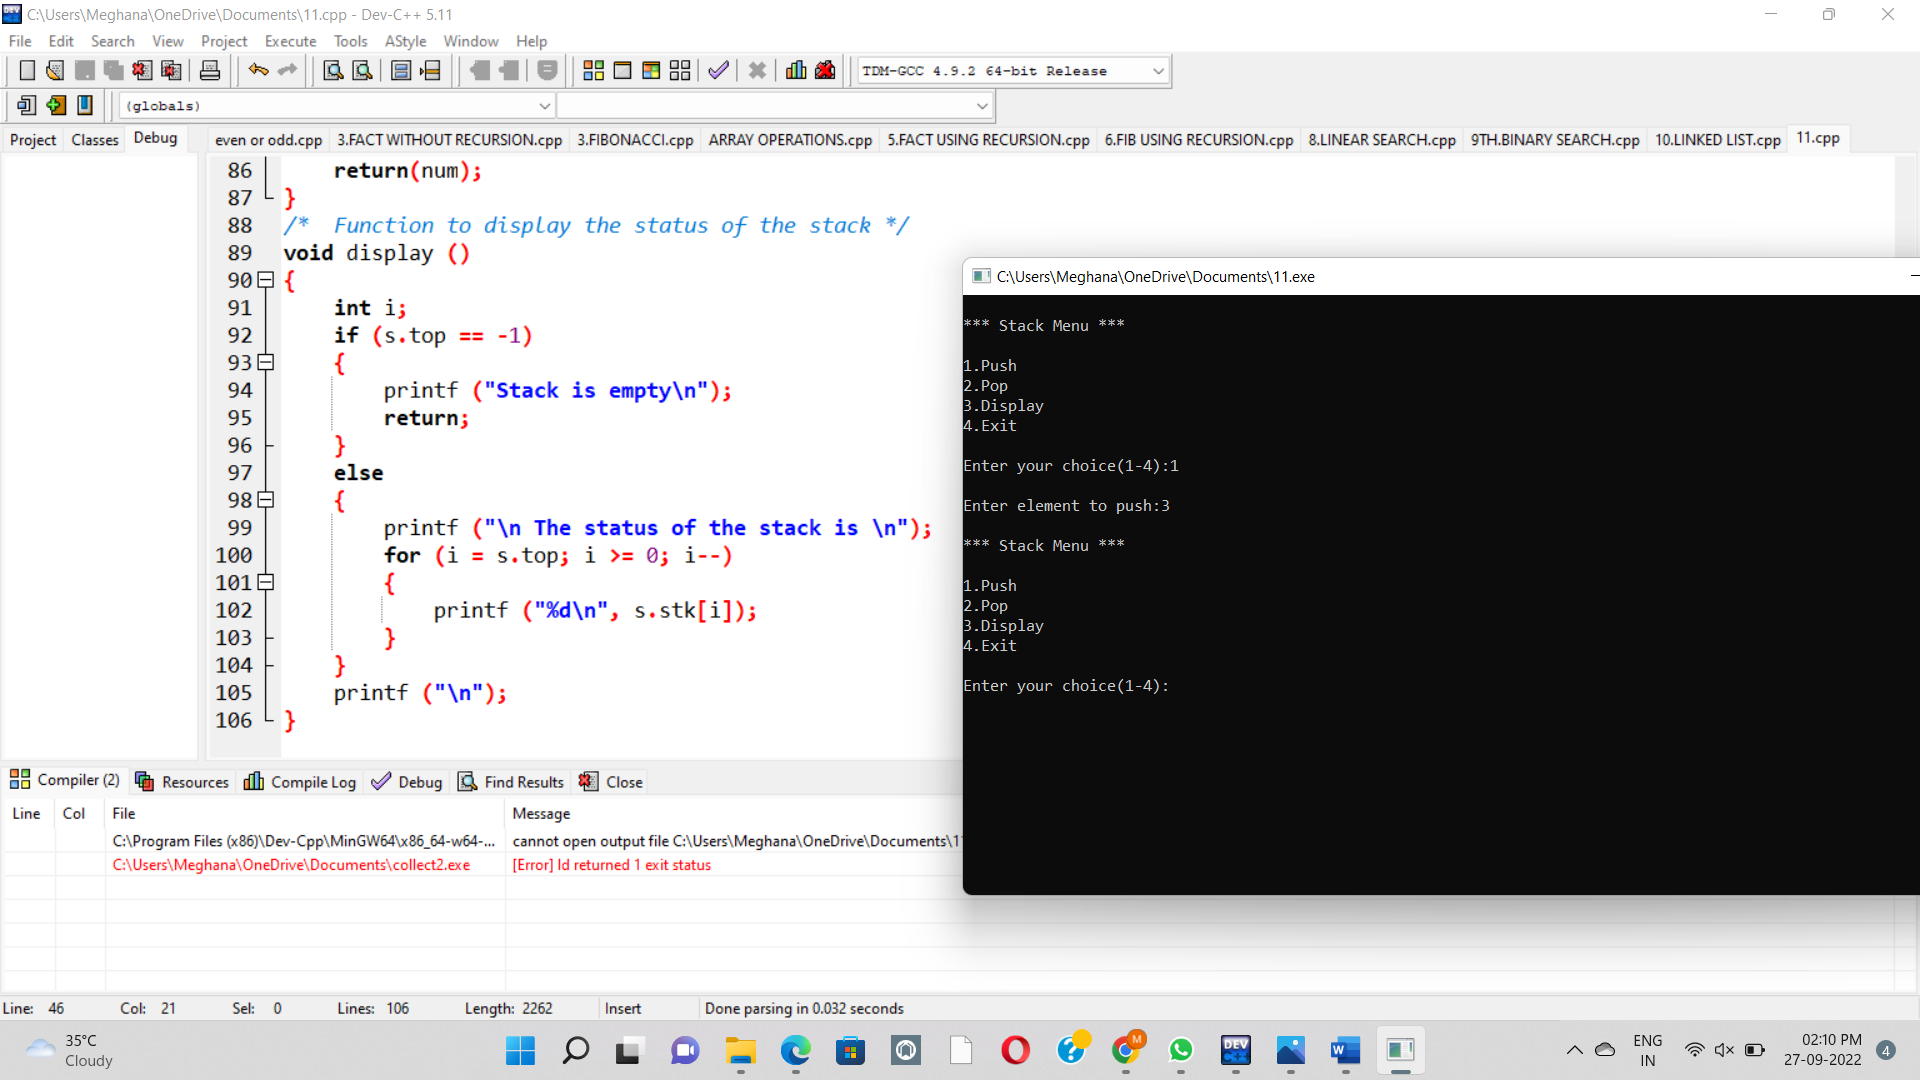 C:\Users\Meghana\OneDrive\Documents\11.cpp - Dev-C++ 5.11
File Edit Search View Project Execute Tools AStyle Window Help
TDM-GCC 4.9.2 64-bit Release
(globals)
Project Classes Debug even or odd.cpp 3.FACT WITHOUT RECURSION.cpp 3.FIBONACCI.cpp ARRAY OPERATIONS.cpp 5.FACT USING RECURSION.cpp 6.FIB USING RECURSION.cpp 8.LINEAR SEARCH.cpp 9TH.BINARY SEARCH.cpp 10.LINKED LIST.cpp 11.cpp
86 return(num);
87 }
88 /* Function to display the status of the stack */
89 void display ()
90 {
91 int i;
92 if (s.top == -1)
93 {
94 printf ("Stack is empty\n");
95 return;
96 }
97 else
98 {
99 printf ("\n The status of the stack is \n");
100 for (i = s.top; i >= 0; i--)
101 {
102 printf ("%d\n", s.stk[i]);
103 }
104 }
105 printf ("\n");
106 }
C:\Users\Meghana\OneDrive\Documents\11.exe
*** Stack Menu ***
1.Push
2.Pop
3.Display
4.Exit
Enter your choice(1-4):1
Enter element to push:3
*** Stack Menu ***
1.Push
2.Pop
3.Display
4.Exit
Enter your choice(1-4):
Compiler (2) Resources Compile Log Debug Find Results Close
Line Col File Message
C:\Program Files (x86)\Dev-Cpp\MinGW64\x86_64-w64-... cannot open output file C:\Users\Meghana\OneDrive\Documents\1
C:\Users\Meghana\OneDrive\Documents\collect2.exe [Error] ld returned 1 exit status
Line: 46 Col: 21 Sel: 0 Lines: 106 Length: 2262 Insert Done parsing in 0.032 seconds
35°C
Cloudy
DEV
C++
M
W
ENG
IN
02:10 PM
27-09-2022
4